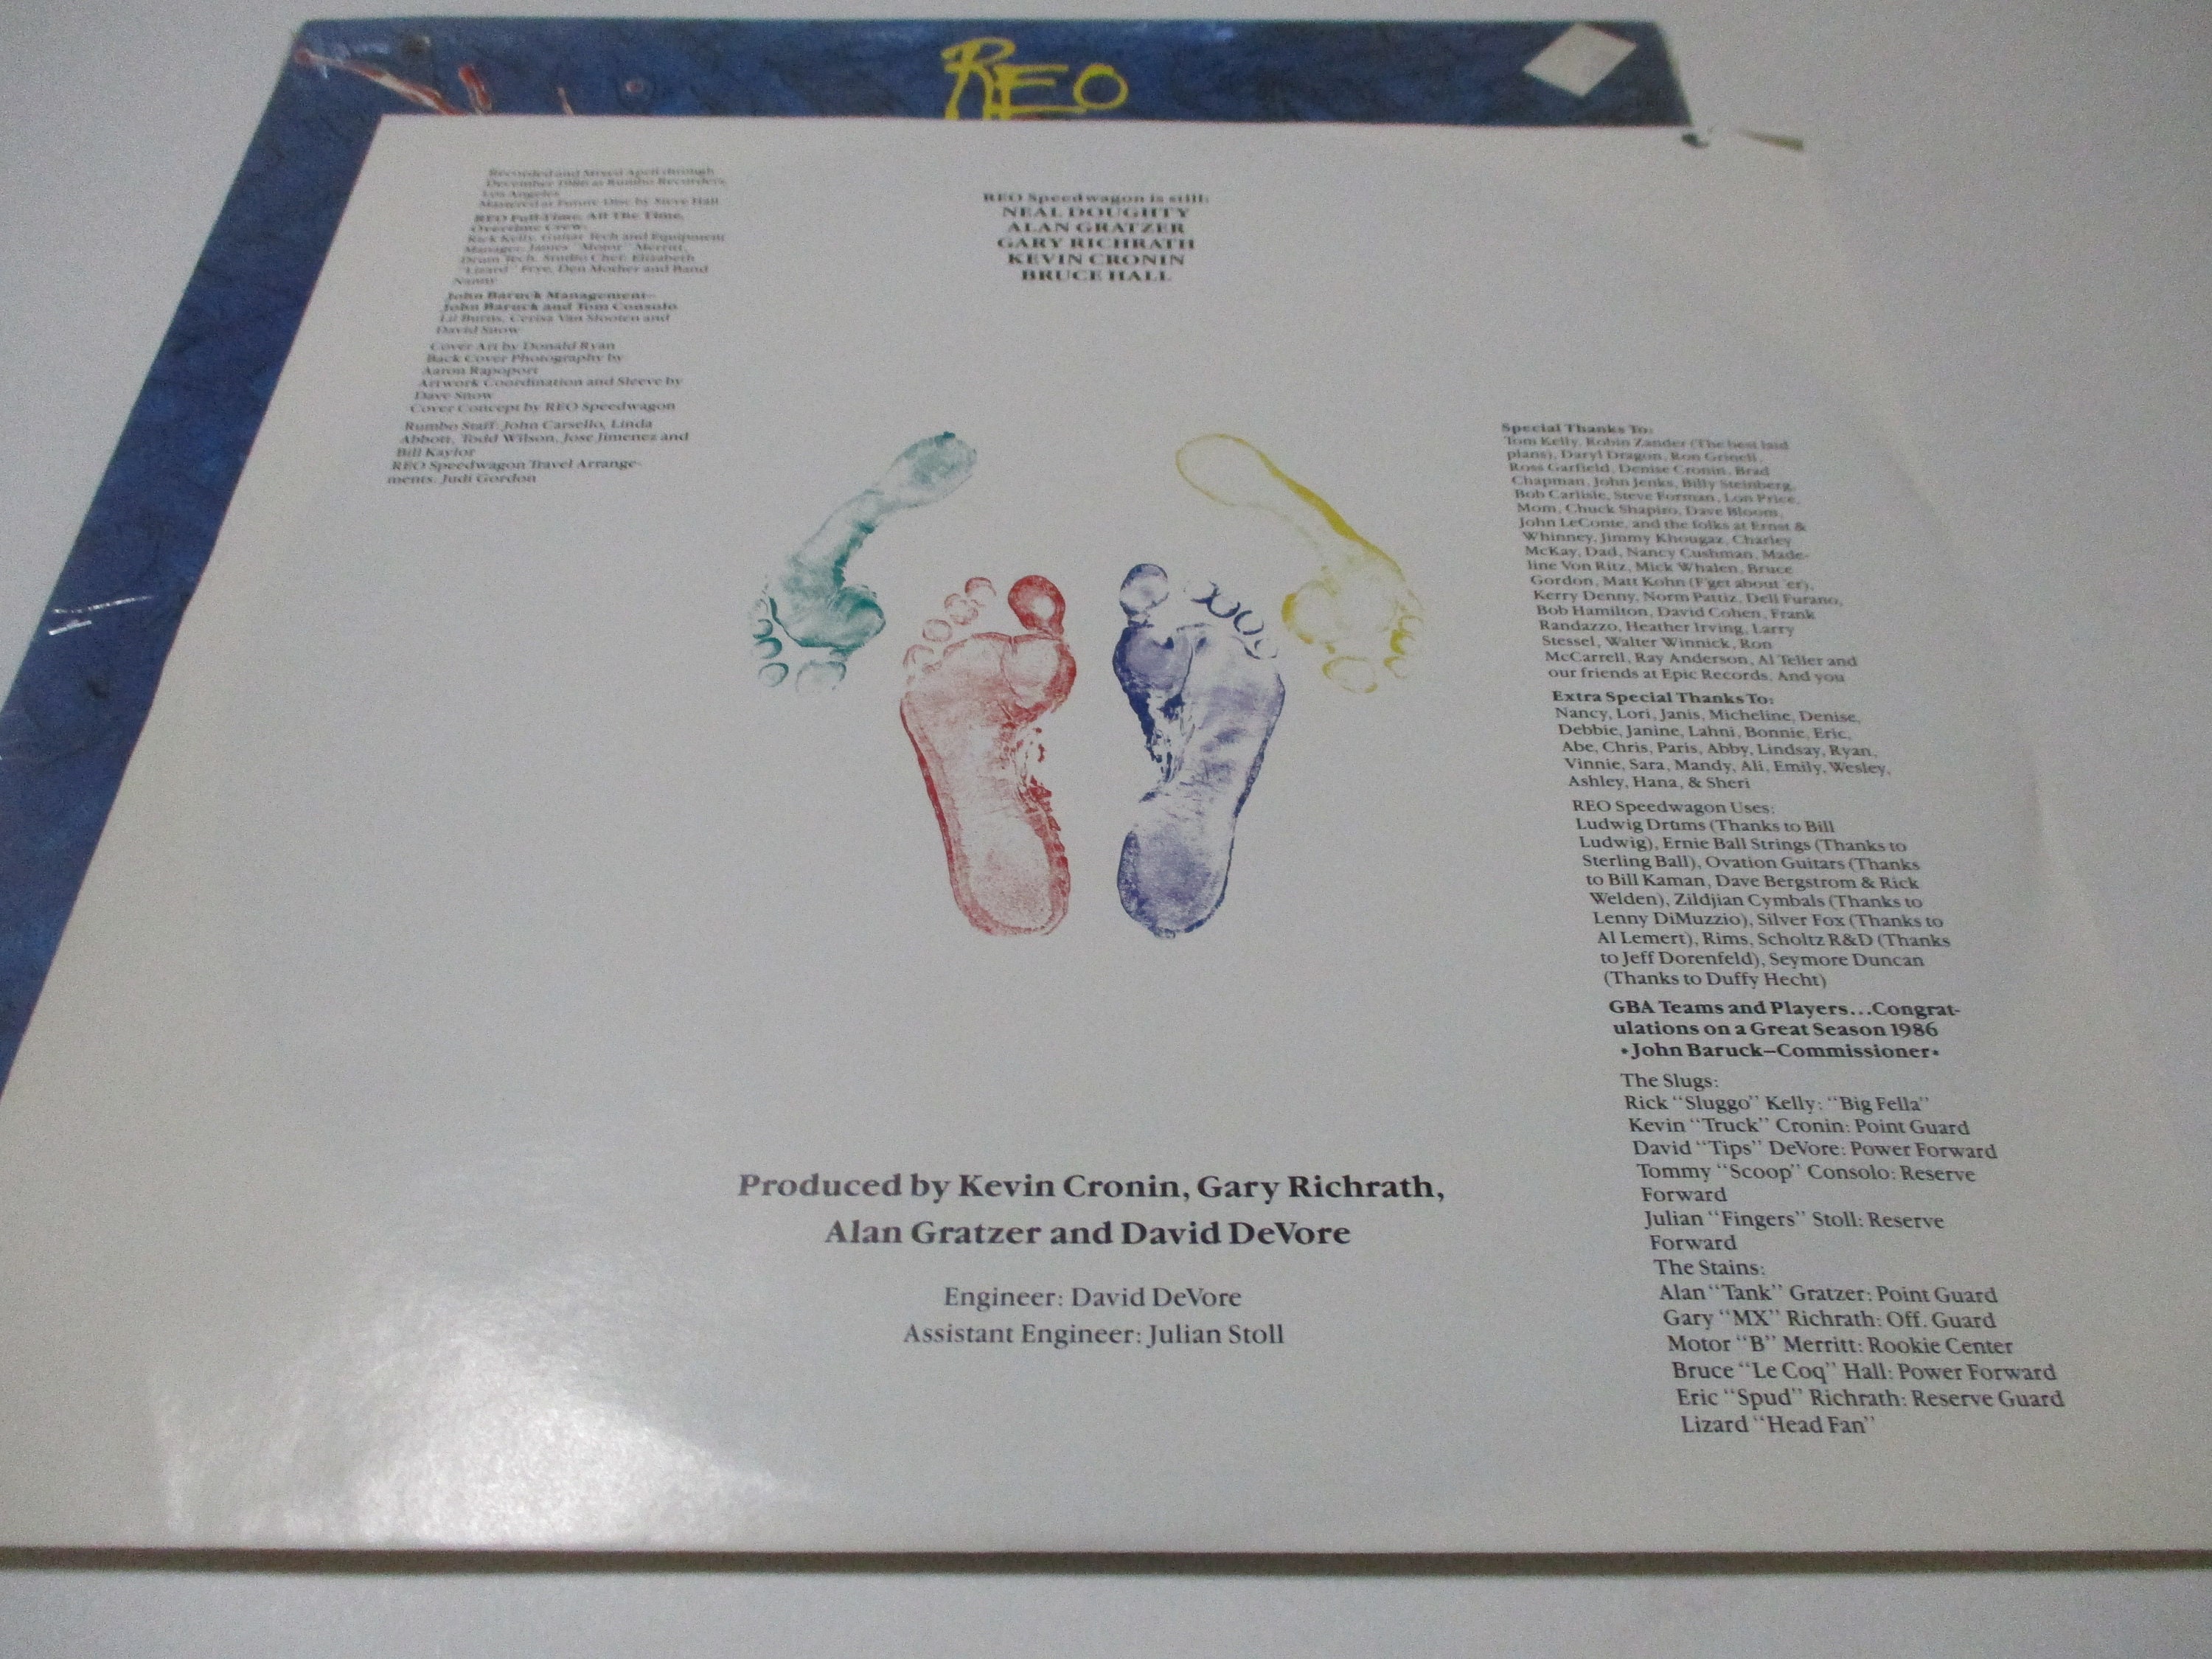 REO
Recorded and Mixed April through
December 1986 at Rumbo Recorders,
Los Angeles
Mastered at Future Disc by Steve Hall
REO Full-Time, All The Time,
Overtime Crew:
Rick Kelly, Guitar Tech and Equipment
Manager; James "Motor" Merritt,
Drum Tech, Studio Chef; Elizabeth
"Lizard" Frye, Den Mother and Band
Nanny
John Baruck Management—
John Baruck and Tom Consolo
Lil Burns, Cerisa Van Slooten and
David Snow
Cover Art by Donald Ryan
Back Cover Photography by
Aaron Rapoport
Artwork Coordination and Sleeve by
Dave Snow
Cover Concept by REO Speedwagon
Rumbo Staff: John Carsello, Linda
Abbott, Todd Wilson, Jose Jimenez and
Bill Kaylor
REO Speedwagon Travel Arrange-
ments: Judi Gordon
REO Speedwagon is still:
NEAL DOUGHTY
ALAN GRATZER
GARY RICHRATH
KEVIN CRONIN
BRUCE HALL
Special Thanks To:
Tom Kelly, Robin Zander (The best laid
plans), Daryl Dragon, Ron Grinell,
Ross Garfield, Denise Cronin, Brad
Chapman, John Jenks, Billy Steinberg,
Bob Carlisle, Steve Forman, Lon Price,
Mom, Chuck Shapiro, Dave Bloom,
John LeConte, and the folks at Ernst &
Whinney, Jimmy Khougaz, Charley
McKay, Dad, Nancy Cushman, Made-
line Von Ritz, Mick Whalen, Bruce
Gordon, Matt Kohn (F'get about 'er),
Kerry Denny, Norm Pattiz, Dell Furano,
Bob Hamilton, David Cohen, Frank
Randazzo, Heather Irving, Larry
Stessel, Walter Winnick, Ron
McCarrell, Ray Anderson, Al Teller and
our friends at Epic Records. And you
Extra Special Thanks To:
Nancy, Lori, Janis, Micheline, Denise,
Debbie, Janine, Lahni, Bonnie, Eric,
Abe, Chris, Paris, Abby, Lindsay, Ryan,
Vinnie, Sara, Mandy, Ali, Emily, Wesley,
Ashley, Hana, & Sheri
REO Speedwagon Uses:
Ludwig Drums (Thanks to Bill
Ludwig), Ernie Ball Strings (Thanks to
Sterling Ball), Ovation Guitars (Thanks
to Bill Kaman, Dave Bergstrom & Rick
Welden), Zildjian Cymbals (Thanks to
Lenny DiMuzzio), Silver Fox (Thanks to
Al Lemert), Rims, Scholtz R&D (Thanks
to Jeff Dorenfeld), Seymore Duncan
(Thanks to Duffy Hecht)
GBA Teams and Players...Congrat-
ulations on a Great Season 1986
•John Baruck–Commissioner•
The Slugs:
Rick "Sluggo" Kelly: "Big Fella"
Kevin "Truck" Cronin: Point Guard
David "Tips" DeVore: Power Forward
Tommy "Scoop" Consolo: Reserve
Forward
Julian "Fingers" Stoll: Reserve
Forward
The Stains:
Alan "Tank" Gratzer: Point Guard
Gary "MX" Richrath: Off. Guard
Motor "B" Merritt: Rookie Center
Bruce "Le Coq" Hall: Power Forward
Eric "Spud" Richrath: Reserve Guard
Lizard "Head Fan"
Produced by Kevin Cronin, Gary Richrath,
Alan Gratzer and David DeVore
Engineer: David DeVore
Assistant Engineer: Julian Stoll